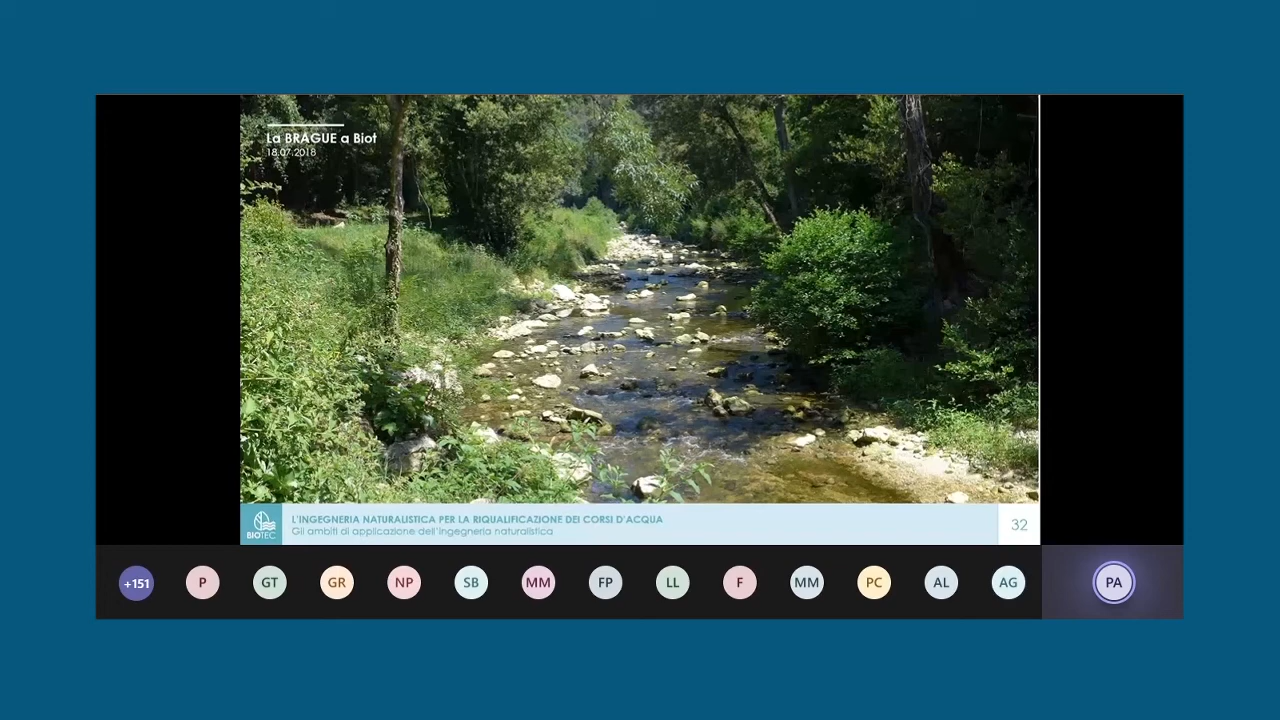 La BRAGUE a Biot
18.07.2018
BIOTEC
L'INGEGNERIA NATURALISTICA PER LA RIQUALIFICAZIONE DEI CORSI D'ACQUA
Gli ambiti di applicazione dell'ingegneria naturalistica
32
+151 P GT GR NP SB MM FP LL F MM PC AL AG PA